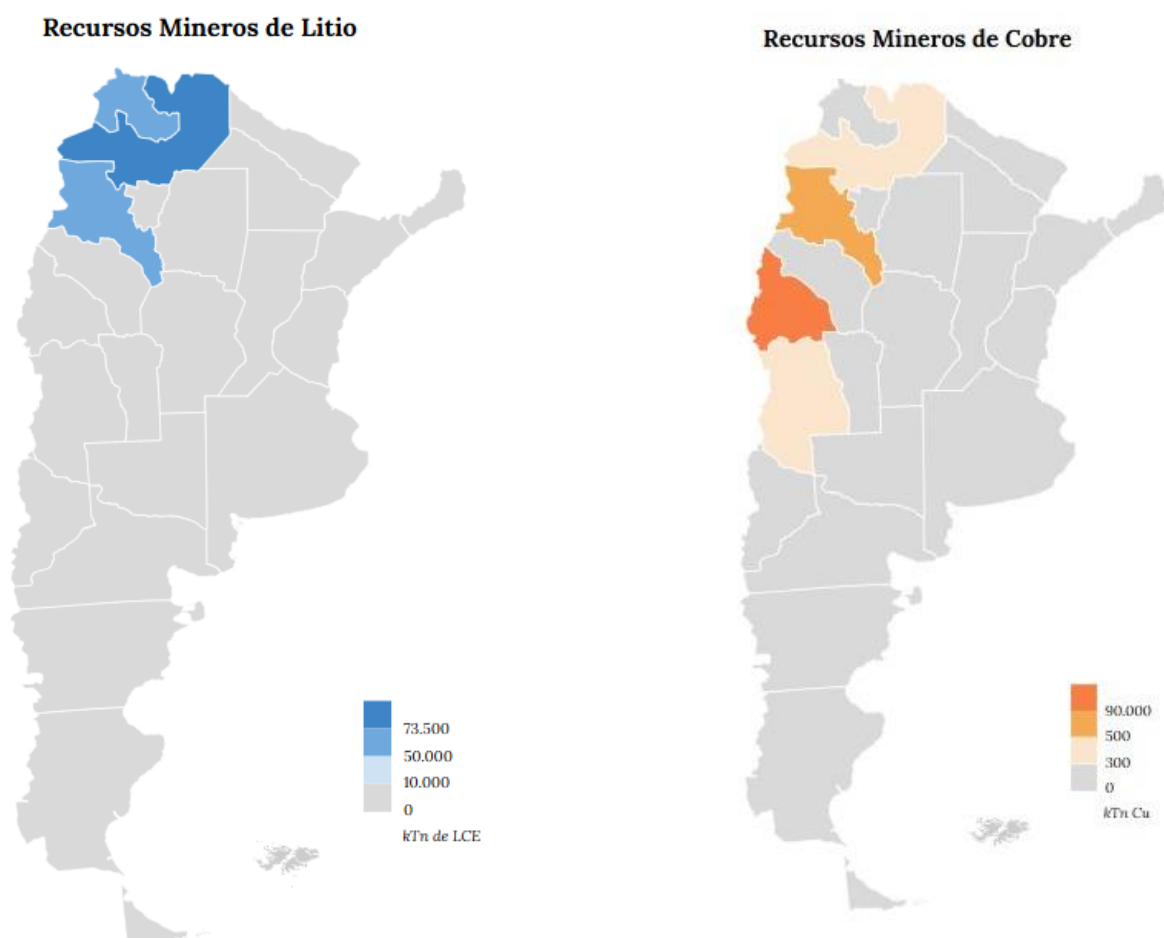 Recursos Mineros de Litio
73.500
50.000
10.000
0
kTn de LCE
Recursos Mineros de Cobre
90.000
500
300
0
kTn Cu